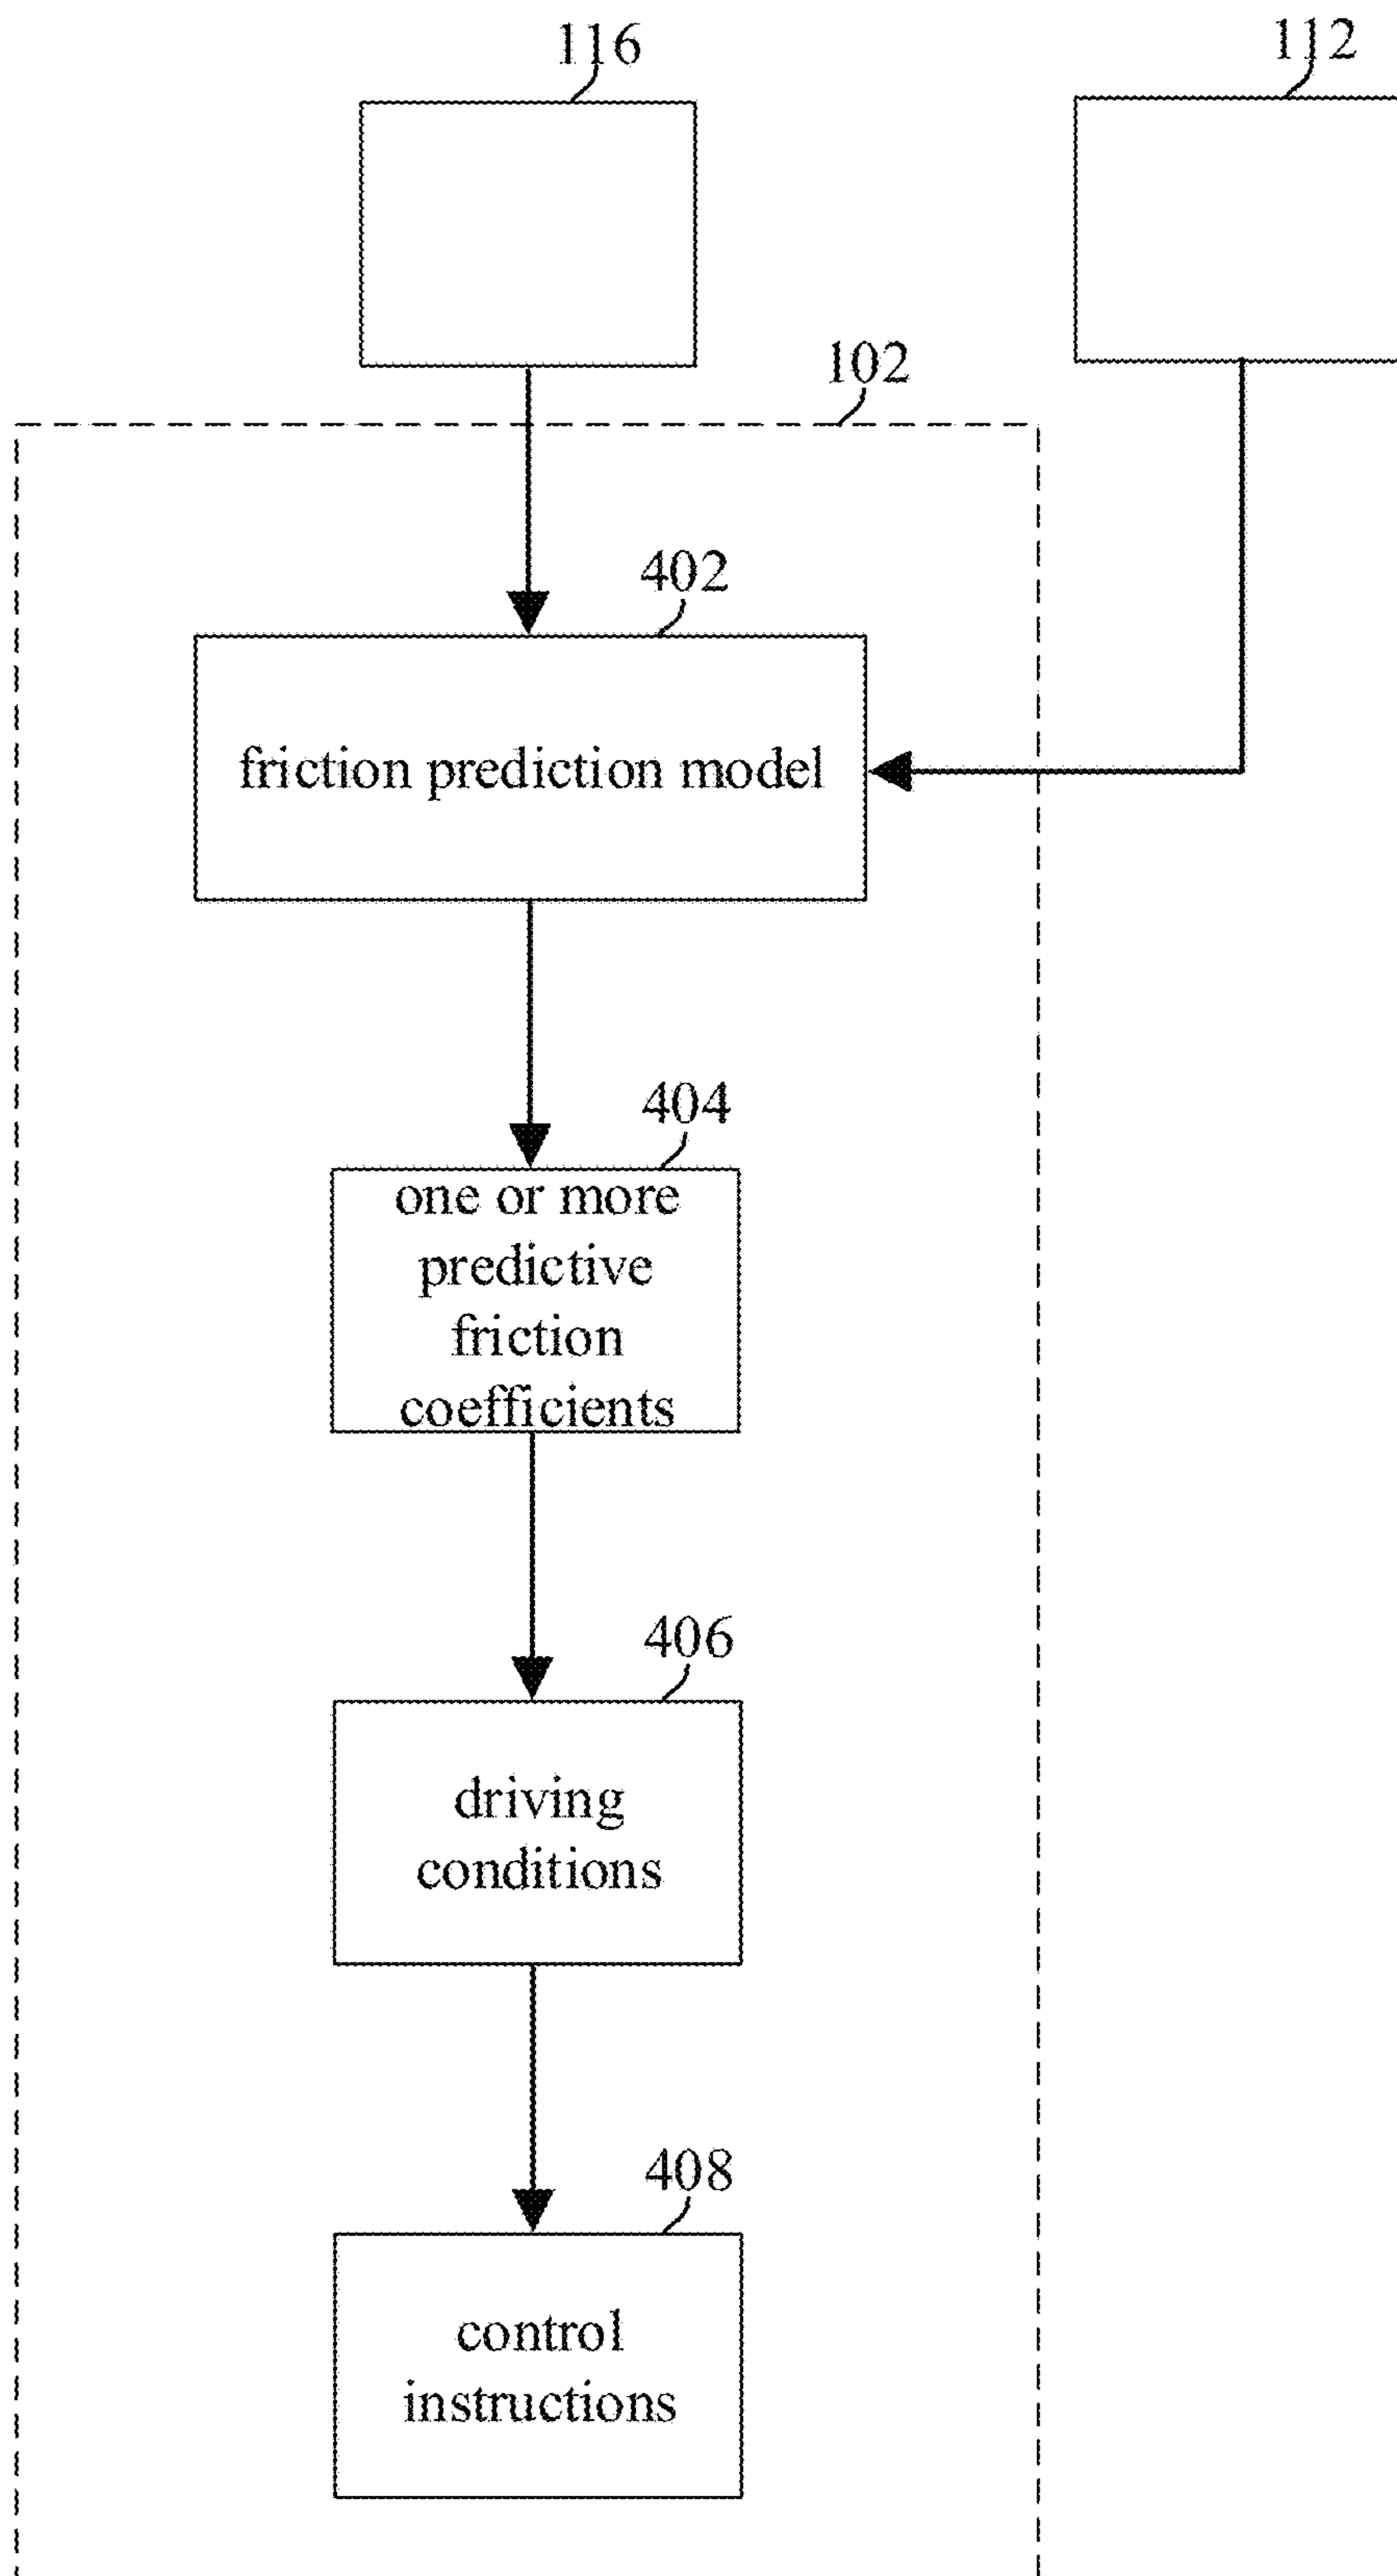 116
112
102
402
friction prediction model
404
one or more
predictive
friction
coefficients
406
driving
conditions
408
control
instructions